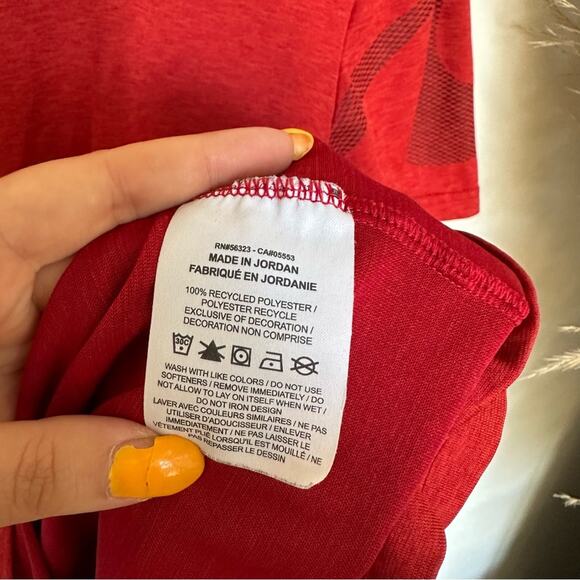 RN#56323 - CA#05553
MADE IN JORDAN
FABRIQUÉ EN JORDANIE
100% RECYCLED POLYESTER /
POLYESTER RECYCLE
EXCLUSIVE OF DECORATION /
DECORATION NON COMPRISE
30C
WASH WITH LIKE COLORS / DO NOT USE
SOFTENERS / REMOVE IMMEDIATELY / DO
NOT ALLOW TO LAY ON ITSELF WHEN WET /
DO NOT IRON DESIGN
LAVER AVEC COULEURS SIMILAIRES / NE PAS
UTILISER D'ADOUCISSEUR / ENLEVER
IMMÉDIATEMENT / NE PAS LAISSER LE
VÊTEMENT PLIÉ LORSQU'IL EST MOUILLÉ / NE
PAS REPASSER LE DESSIN